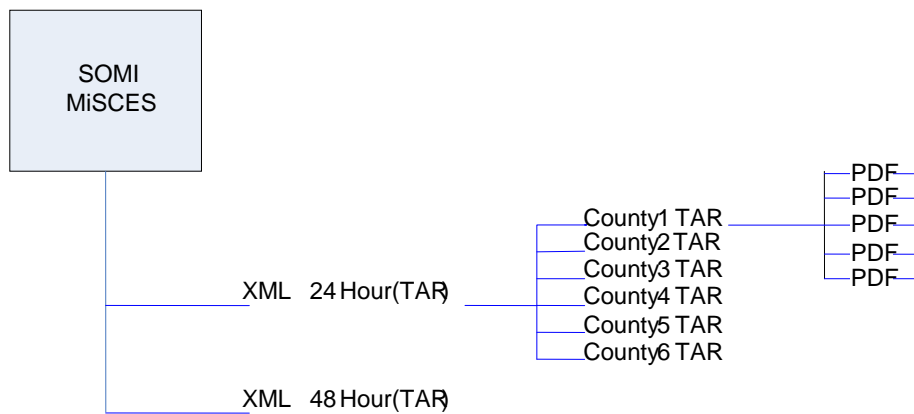 SOMI
MiSCES
PDF
PDF
County1 TAR
PDF
County2 TAR
PDF
County3 TAR
PDF
XML 24 Hour(TAR)
County4 TAR
County5 TAR
County6 TAR
XML 48 Hour(TAR)